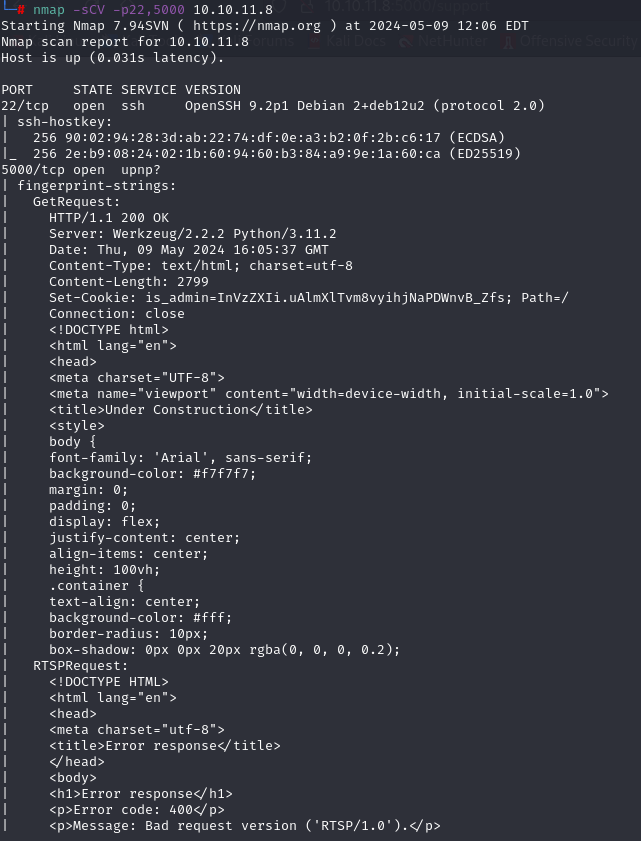 └─# nmap -sCV -p22,5000 10.10.11.8
Starting Nmap 7.94SVN ( https://nmap.org ) at 2024-05-09 12:06 EDT
Nmap scan report for 10.10.11.8
Host is up (0.031s latency).

PORT     STATE SERVICE VERSION
22/tcp   open  ssh     OpenSSH 9.2p1 Debian 2+deb12u2 (protocol 2.0)
| ssh-hostkey:
|   256 90:02:94:28:3d:ab:22:74:df:0e:a3:b2:0f:2b:c6:17 (ECDSA)
|_  256 2e:b9:08:24:02:1b:60:94:60:b3:84:a9:9e:1a:60:ca (ED25519)
5000/tcp open  upnp?
| fingerprint-strings:
|   GetRequest:
|     HTTP/1.1 200 OK
|     Server: Werkzeug/2.2.2 Python/3.11.2
|     Date: Thu, 09 May 2024 16:05:37 GMT
|     Content-Type: text/html; charset=utf-8
|     Content-Length: 2799
|     Set-Cookie: is_admin=InVzZXIi.uAlmXlTvm8vyihjNaPDWnvB_Zfs; Path=/
|     Connection: close
|     <!DOCTYPE html>
|     <html lang="en">
|     <head>
|     <meta charset="UTF-8">
|     <meta name="viewport" content="width=device-width, initial-scale=1.0">
|     <title>Under Construction</title>
|     <style>
|     body {
|     font-family: 'Arial', sans-serif;
|     background-color: #f7f7f7;
|     margin: 0;
|     padding: 0;
|     display: flex;
|     justify-content: center;
|     align-items: center;
|     height: 100vh;
|     .container {
|     text-align: center;
|     background-color: #fff;
|     border-radius: 10px;
|     box-shadow: 0px 0px 20px rgba(0, 0, 0, 0.2);
|   RTSPRequest:
|     <!DOCTYPE HTML>
|     <html lang="en">
|     <head>
|     <meta charset="utf-8">
|     <title>Error response</title>
|     </head>
|     <body>
|     <h1>Error response</h1>
|     <p>Error code: 400</p>
|     <p>Message: Bad request version ('RTSP/1.0').</p>